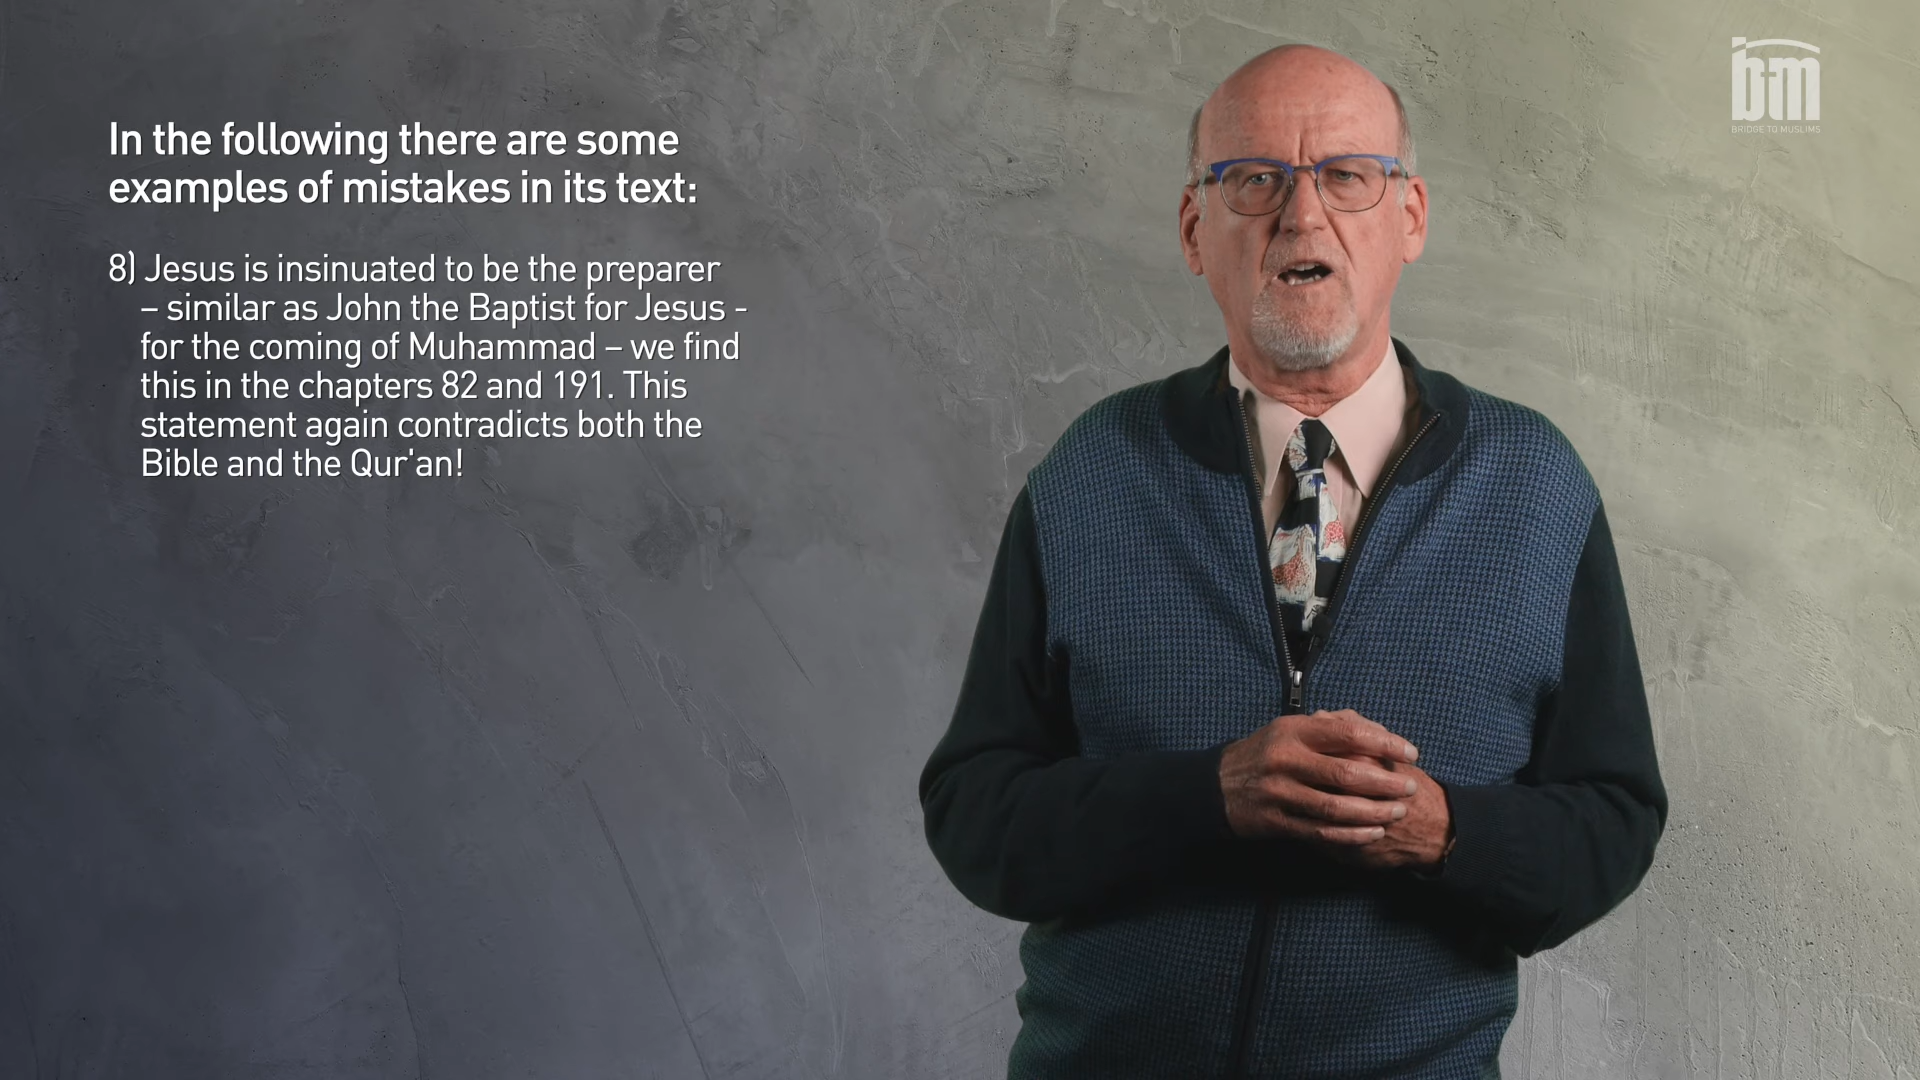 In the following there are some
examples of mistakes in its text:
8) Jesus is insinuated to be the preparer
– similar as John the Baptist for Jesus -
for the coming of Muhammad – we find
this in the chapters 82 and 191. This
statement again contradicts both the
Bible and the Qur'an!
bm
BRIDGE TO MUSLIMS